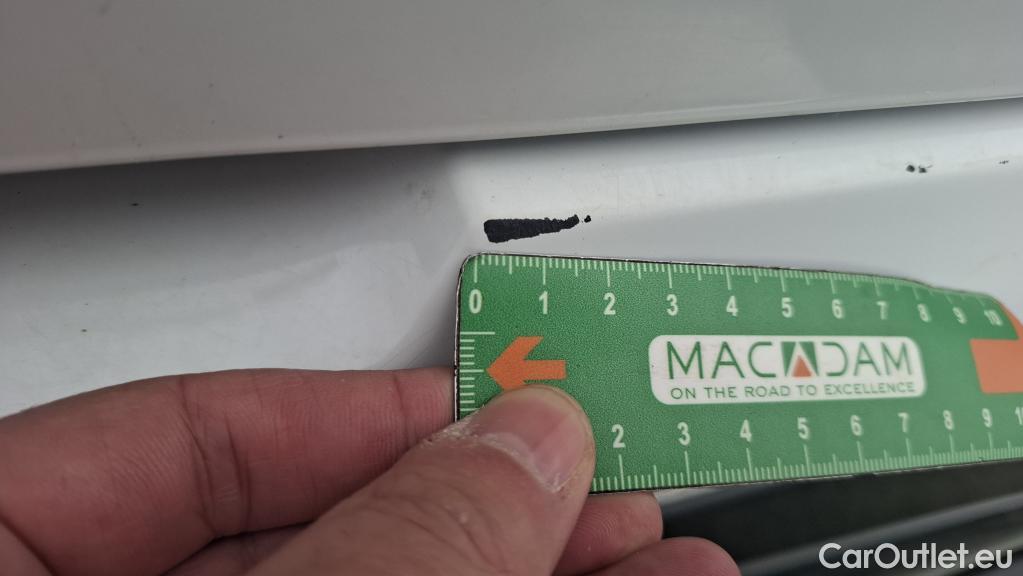 0 1 2 3 4 5 6 7 8 9 10
MACADAM
ON THE ROAD TO EXCELLENCE
2 3 4 5 6 7 8 9
CarOutlet.eu